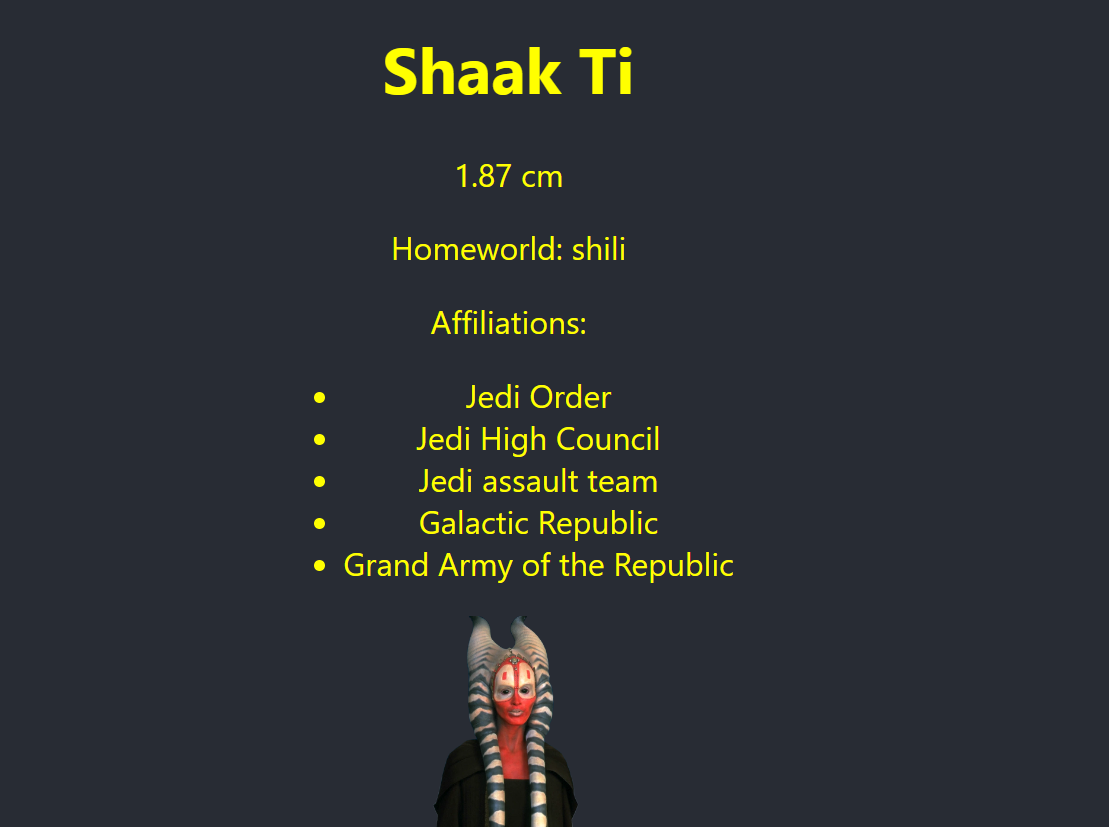 Shaak Ti
1.87 cm
Homeworld: shili
Affiliations:
Jedi Order
Jedi High Council
Jedi assault team
Galactic Republic
Grand Army of the Republic